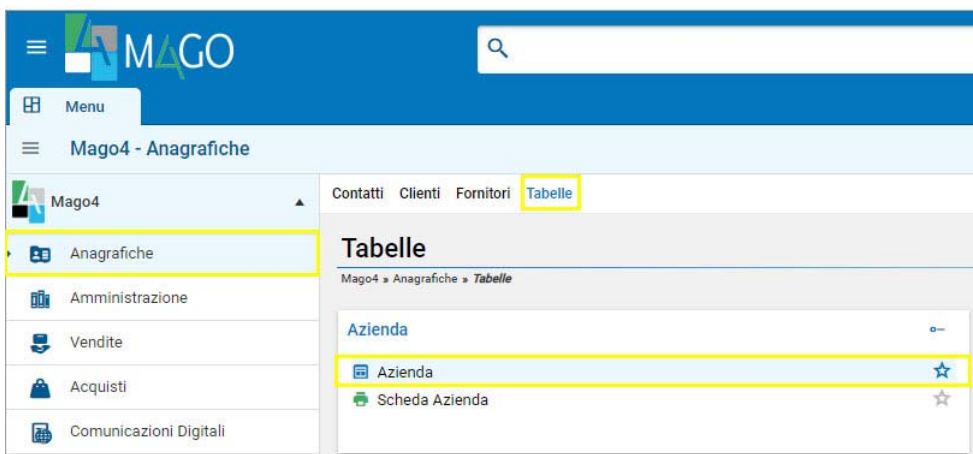 MAGO
Menu
Mago4 - Anagrafiche
Mago4
Anagrafiche
Amministrazione
Vendite
Acquisti
Comunicazioni Digitali
Contatti Clienti Fornitori Tabelle
Tabelle
Mago4 » Anagrafiche » Tabelle
Azienda
Azienda
Scheda Azienda